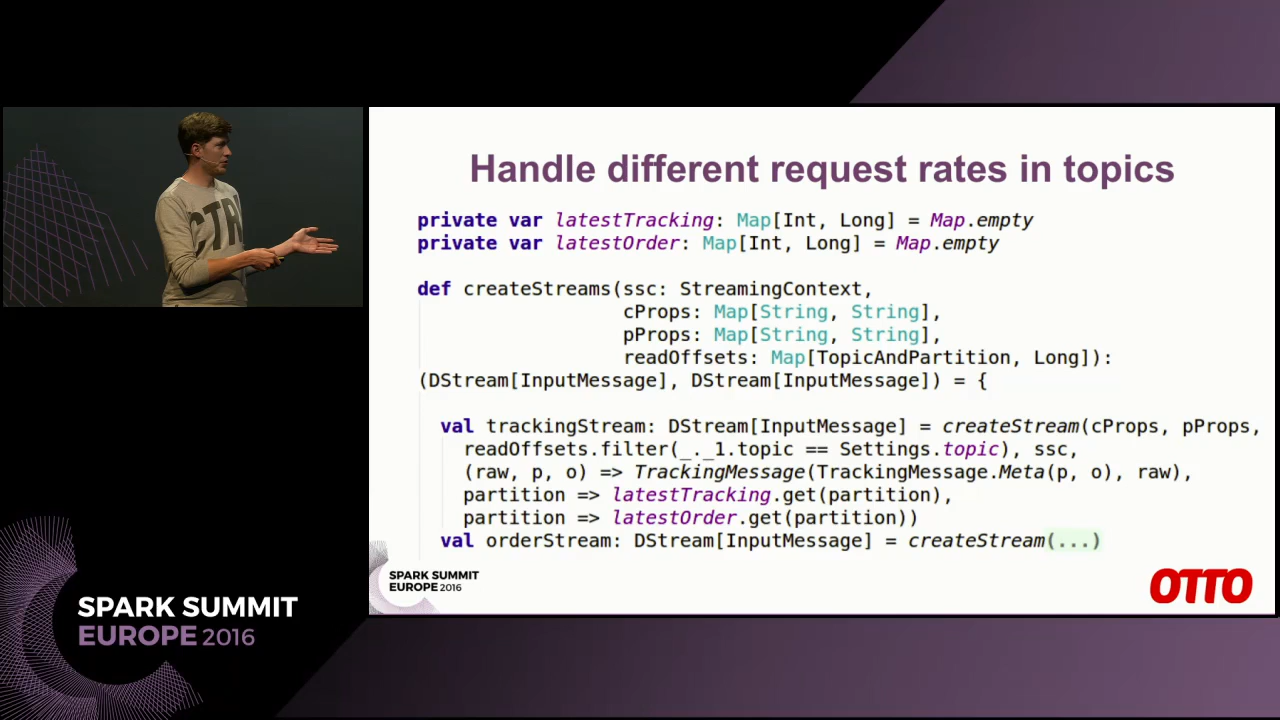 CTRL
Handle different request rates in topics
private var latestTracking: Map[Int, Long] = Map.empty
private var latestOrder: Map[Int, Long] = Map.empty
def createStreams(ssc: StreamingContext,
cProps: Map[String, String],
pProps: Map[String, String],
readOffsets: Map[TopicAndPartition, Long]):
(DStream[InputMessage], DStream[InputMessage]) = {
val trackingStream: DStream[InputMessage] = createStream(cProps, pProps,
readOffsets.filter(_._1.topic == Settings.topic), ssc,
(raw, p, o) => TrackingMessage(TrackingMessage.Meta(p, o), raw),
partition => latestTracking.get(partition),
partition => latestOrder.get(partition))
val orderStream: DStream[InputMessage] = createStream(...)
SPARK SUMMIT
EUROPE 2016
OTTO
SPARK SUMMIT
EUROPE 2016